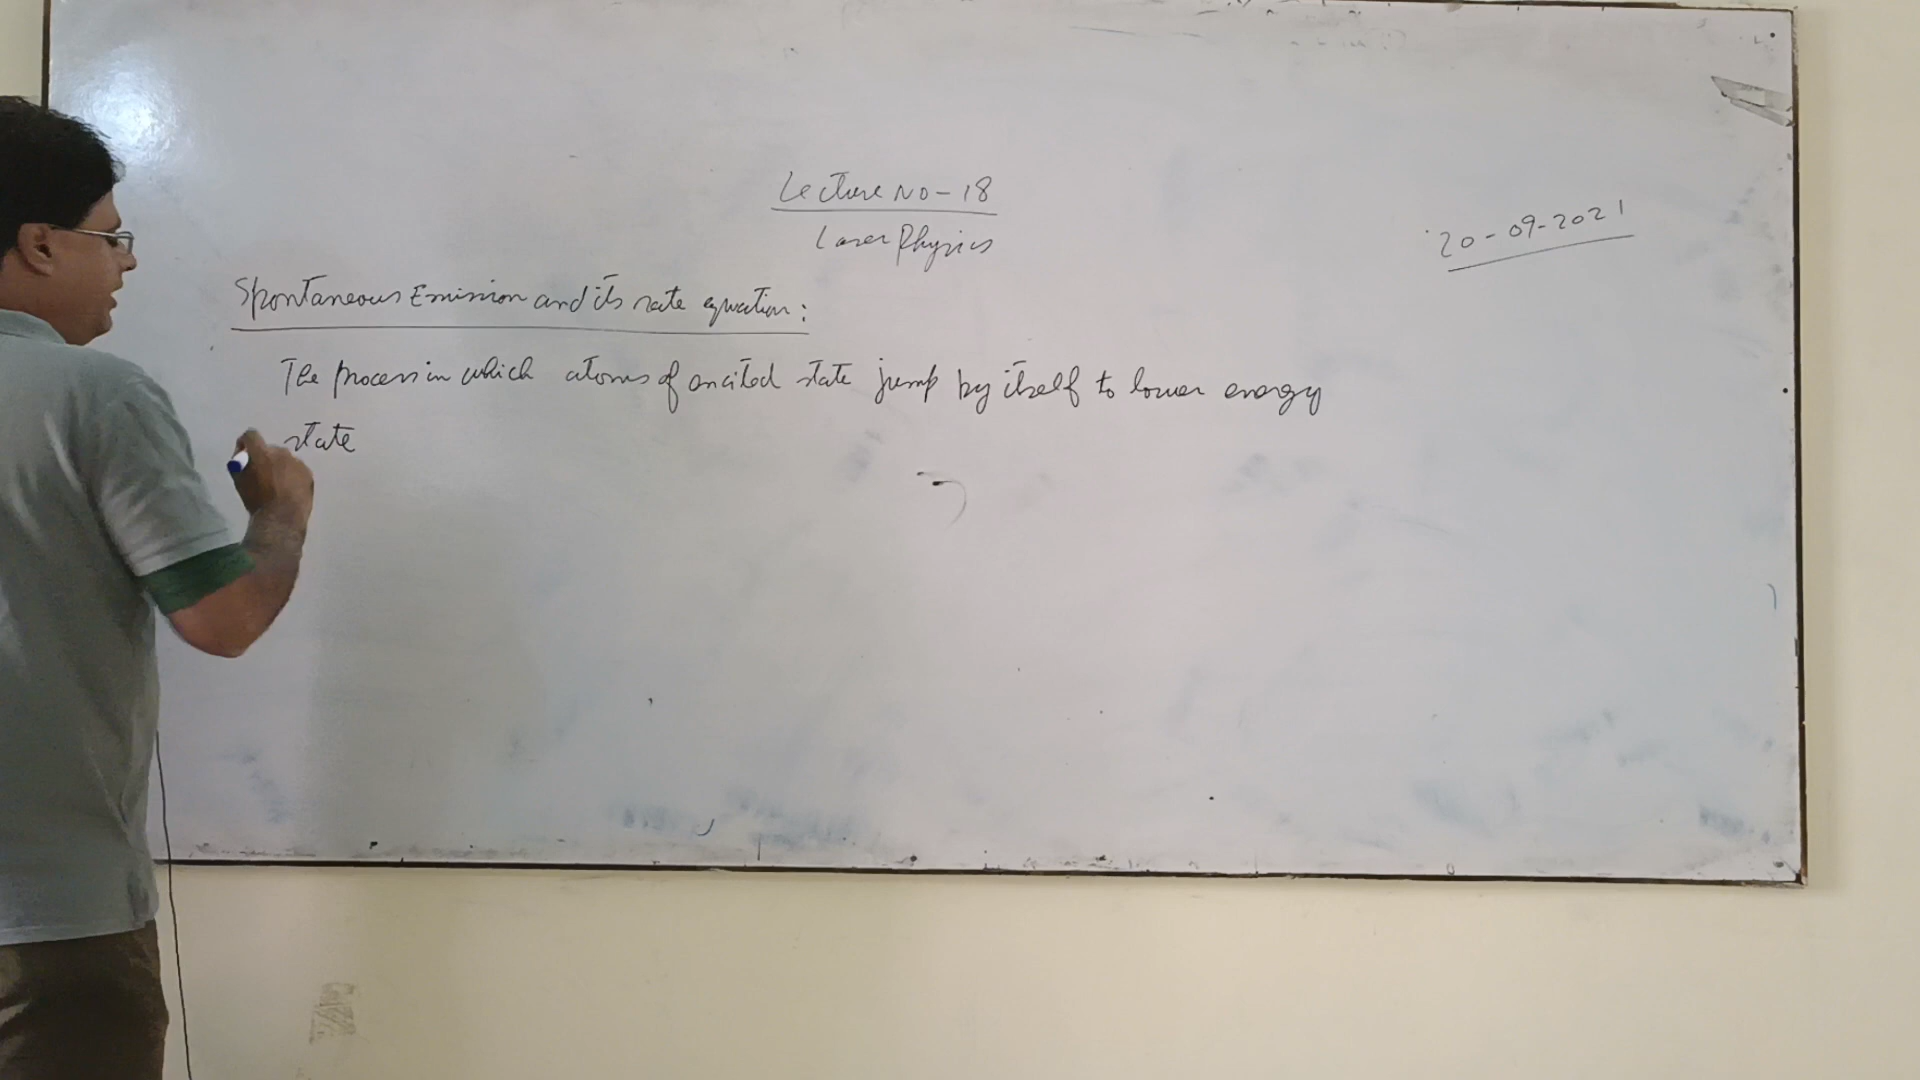 Lecture No-18
Laser Physics
20-09-2021
Spontaneous Emission and its rate equation:
The process in which atoms of excited state jump by itself to lower energy
state